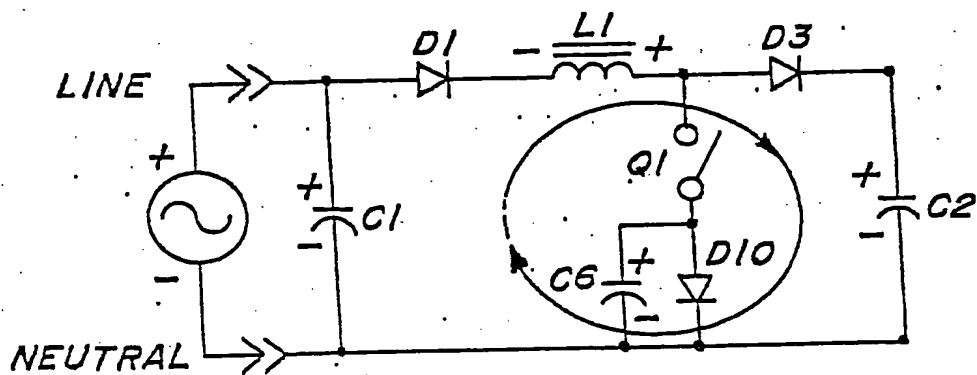 L1
D1
- +
D3
LINE
+
Q1
+
C1
-
+
C2
-
C6
+
-
D10
-
NEUTRAL